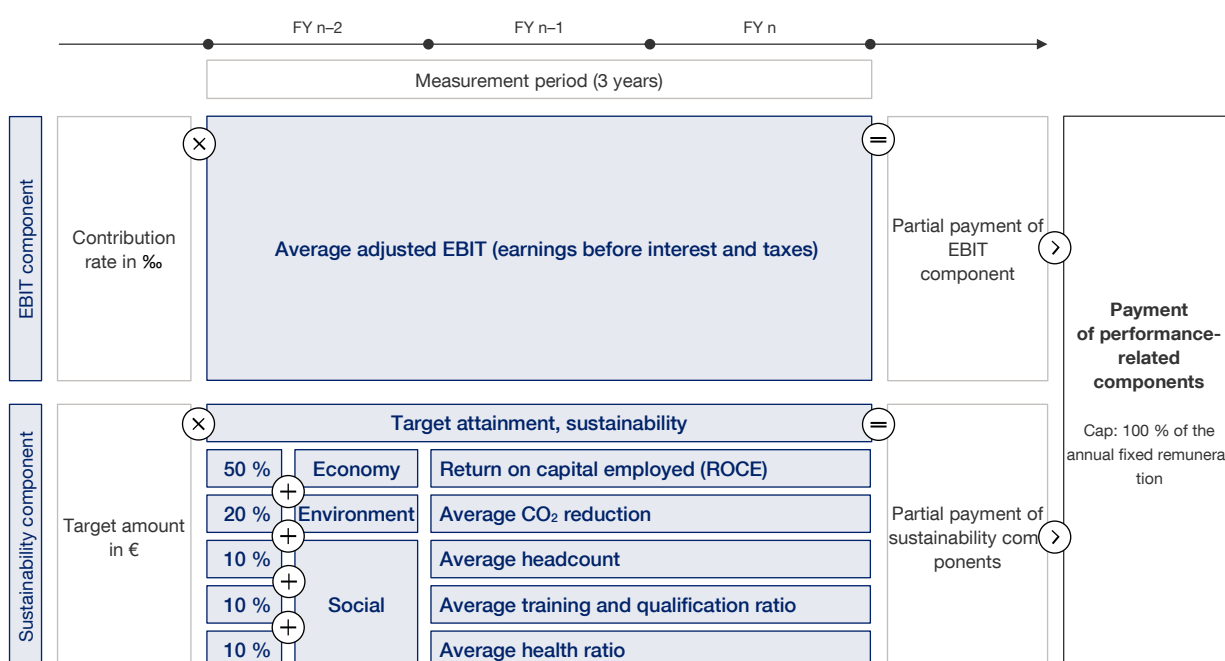 FY n–2
FY n–1
FY n
Measurement period (3 years)
EBIT component
Contribution
rate in ‰
×
Average adjusted EBIT (earnings before interest and taxes)
=
Partial payment of
EBIT
component
>
Payment
of performance-
related
components
Cap: 100 % of the
annual fixed remunera
tion
Sustainability component
Target amount
in €
×
Target attainment, sustainability
=
50 %
Economy
Return on capital employed (ROCE)
+
20 %
Environment
Average CO₂ reduction
+
10 %
Social
Average headcount
+
10 %
Average training and qualification ratio
+
10 %
Average health ratio
Partial payment of
sustainability com
ponents
>